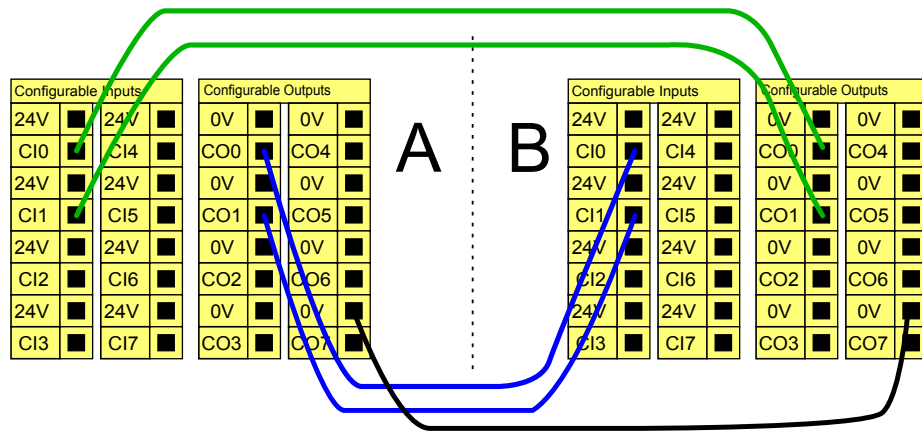 Configurable Inputs
24V 24V
CI0 CI4
24V 24V
CI1 CI5
24V 24V
CI2 CI6
24V 24V
CI3 CI7
Configurable Outputs
0V 0V
CO0 CO4
0V 0V
CO1 CO5
0V 0V
CO2 CO6
0V 0V
CO3 CO7
A
B
Configurable Inputs
24V 24V
CI0 CI4
24V 24V
CI1 CI5
24V 24V
CI2 CI6
24V 24V
CI3 CI7
Configurable Outputs
0V 0V
CO0 CO4
0V 0V
CO1 CO5
0V 0V
CO2 CO6
0V 0V
CO3 CO7